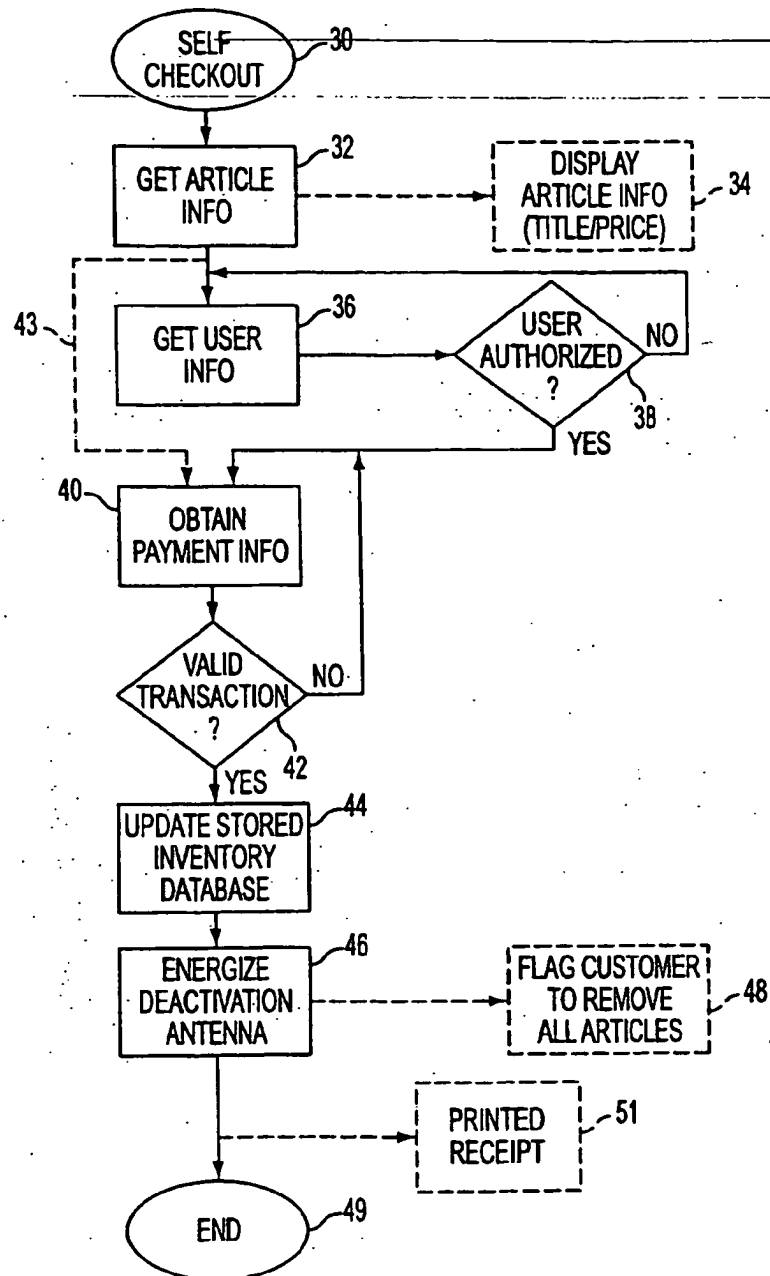 SELF
CHECKOUT
30
GET ARTICLE
INFO
32
DISPLAY
ARTICLE INFO
(TITLE/PRICE)
34
43
GET USER
INFO
36
USER
AUTHORIZED
?
NO
38
YES
40
OBTAIN
PAYMENT INFO
VALID
TRANSACTION
?
NO
42
YES
UPDATE STORED
INVENTORY
DATABASE
44
ENERGIZE
DEACTIVATION
ANTENNA
46
FLAG CUSTOMER
TO REMOVE
ALL ARTICLES
48
PRINTED
RECEIPT
51
END
49